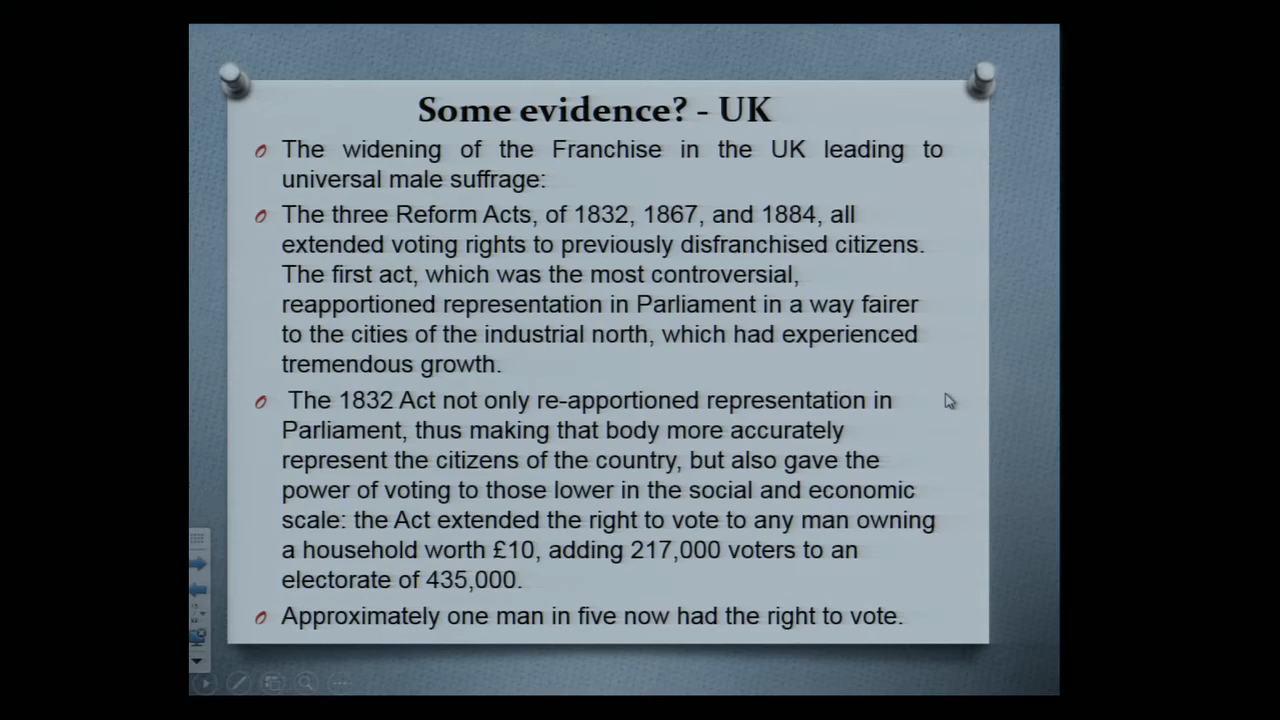 Some evidence? - UK
The widening of the Franchise in the UK leading to
universal male suffrage:
The three Reform Acts, of 1832, 1867, and 1884, all
extended voting rights to previously disfranchised citizens.
The first act, which was the most controversial,
reapportioned representation in Parliament in a way fairer
to the cities of the industrial north, which had experienced
tremendous growth.
The 1832 Act not only re-apportioned representation in
Parliament, thus making that body more accurately
represent the citizens of the country, but also gave the
power of voting to those lower in the social and economic
scale: the Act extended the right to vote to any man owning
a household worth £10, adding 217,000 voters to an
electorate of 435,000.
Approximately one man in five now had the right to vote.